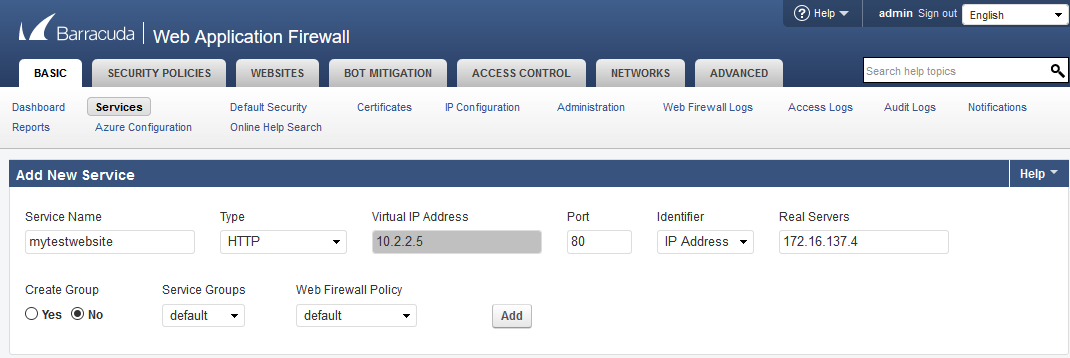 Help admin Sign out English
Barracuda Web Application Firewall
BASIC SECURITY POLICIES WEBSITES BOT MITIGATION ACCESS CONTROL NETWORKS ADVANCED Search help topics
Dashboard Services Default Security Certificates IP Configuration Administration Web Firewall Logs Access Logs Audit Logs Notifications
Reports Azure Configuration Online Help Search
Add New Service Help
Service Name Type Virtual IP Address Port Identifier Real Servers
mytestwebsite HTTP 10.2.2.5 80 IP Address 172.16.137.4
Create Group Service Groups Web Firewall Policy
Yes No default default Add